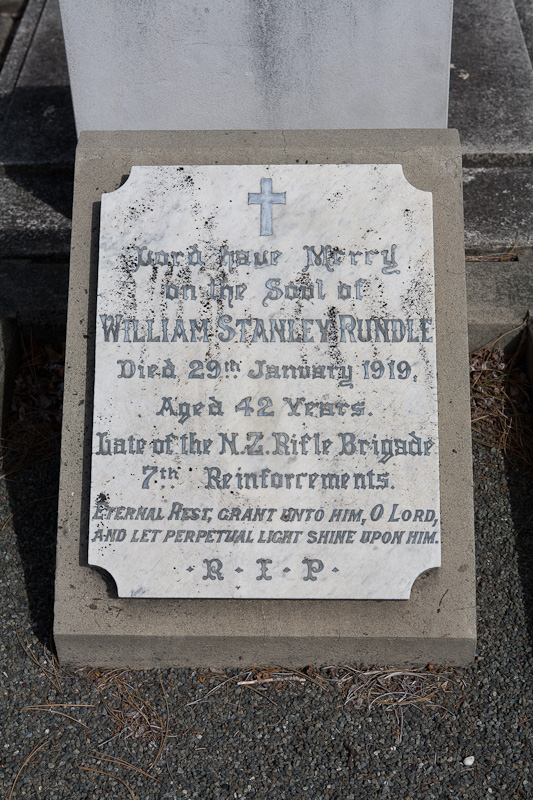 Lord have Mercy
on the Soul of
WILLIAM STANLEY RUNDLE
Died 29th January 1919,
Aged 42 Years.
Late of the N.Z. Rifle Brigade
7th Reinforcements.
ETERNAL REST, GRANT UNTO HIM, O LORD,
AND LET PERPETUAL LIGHT SHINE UPON HIM.
· R · I · P ·